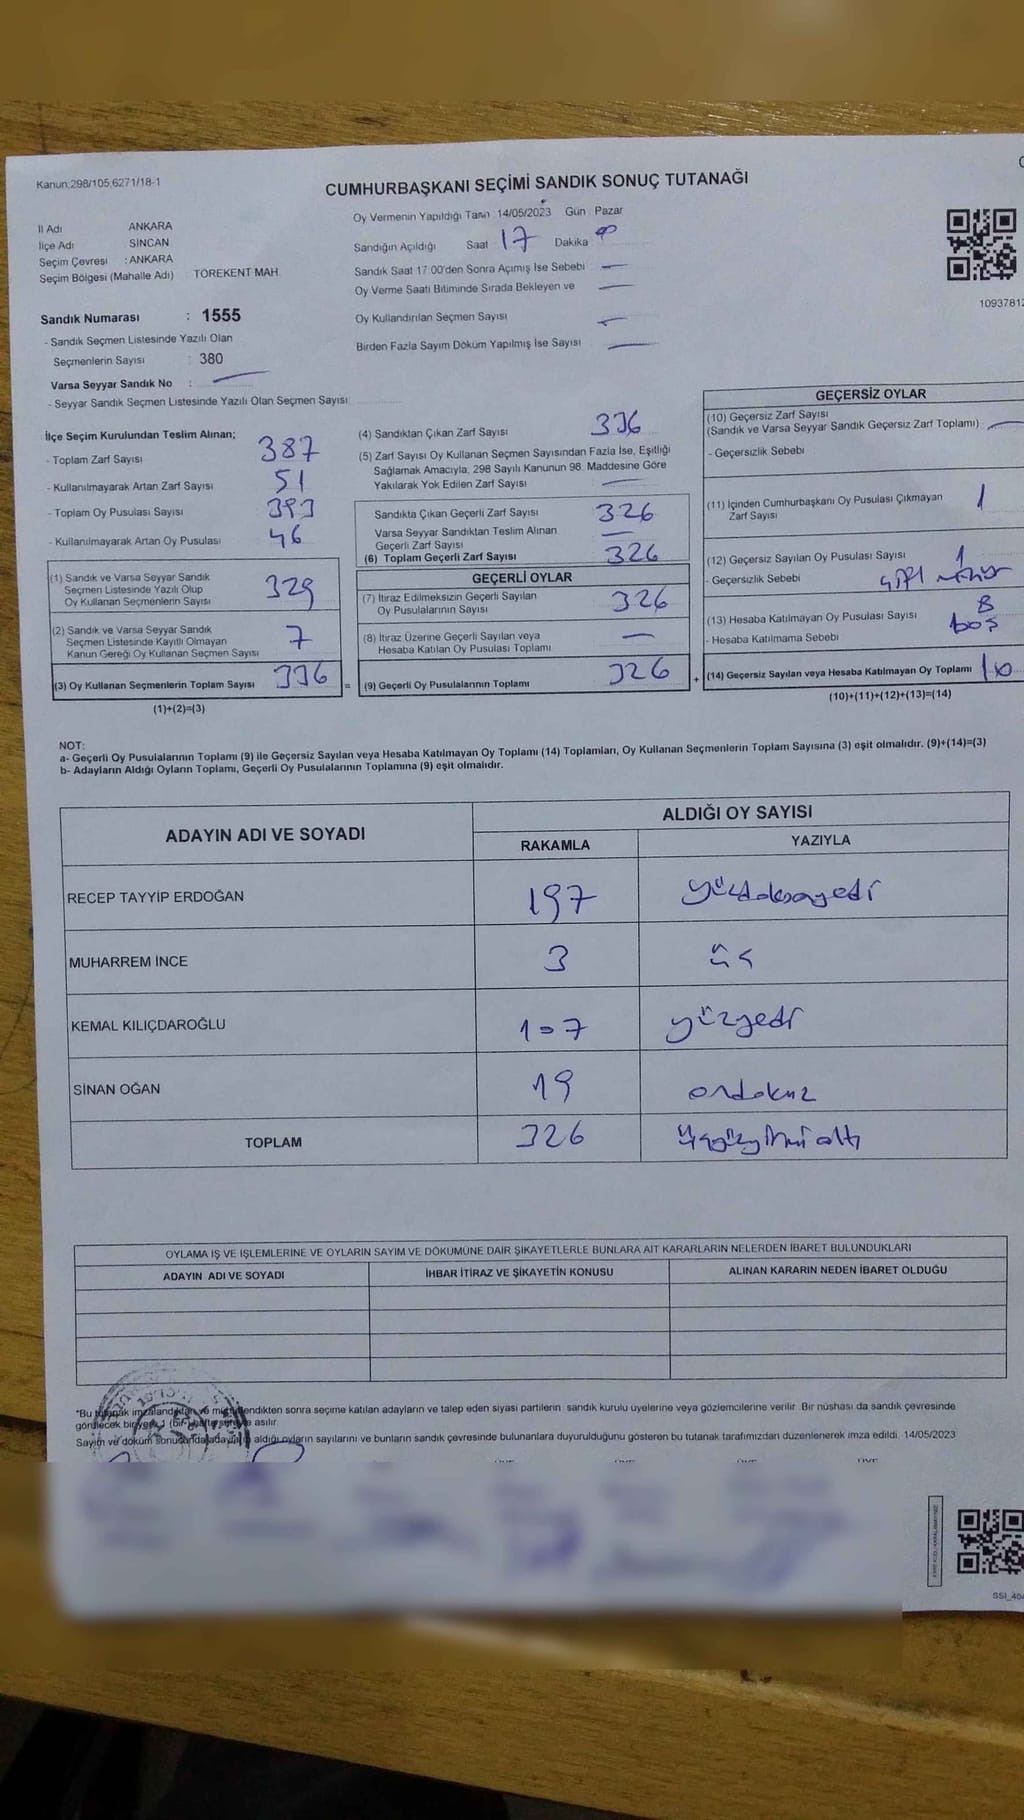 Kanun;298/105,6271/18-1
CUMHURBAŞKANI SEÇİMİ SANDIK SONUÇ TUTANAĞI
İl Adı ANKARA
İlçe Adı SİNCAN
Seçim Çevresi : ANKARA
Seçim Bölgesi (Mahalle Adı) TÖREKENT MAH
Oy Vermenin Yapıldığı Tarih 14/05/2023 Gün Pazar
Sandığın Açıldığı Saat 17 Dakika
Sandık Saat 17:00'den Sonra Açımış İse Sebebi —
Oy Verme Saati Bitiminde Sırada Bekleyen ve —
Oy Kullandırılan Seçmen Sayısı —
Birden Fazla Sayım Döküm Yapılmış İse Sayısı —
1093781
Sandık Numarası : 1555
- Sandık Seçmen Listesinde Yazılı Olan
Seçmenlerin Sayısı : 380
Varsa Seyyar Sandık No : —
- Seyyar Sandık Seçmen Listesinde Yazılı Olan Seçmen Sayısı
İlçe Seçim Kurulundan Teslim Alınan;
- Toplam Zarf Sayısı 387
- Kullanılmayarak Artan Zarf Sayısı 51
- Toplam Oy Pusulası Sayısı 393
- Kullanılmayarak Artan Oy Pusulası 46
(1) Sandık ve Varsa Seyyar Sandık
Seçmen Listesinde Yazılı Olup
Oy Kullanan Seçmenlerin Sayısı 329
(2) Sandık ve Varsa Seyyar Sandık
Seçmen Listesinde Kayıtlı Olmayan
Kanun Gereği Oy Kullanan Seçmen Sayısı 7
(3) Oy Kullanan Seçmenlerin Toplam Sayısı 336
(1)+(2)=(3)
(4) Sandıktan Çıkan Zarf Sayısı 336
(5) Zarf Sayısı Oy Kullanan Seçmen Sayısından Fazla İse, Eşitliği
Sağlamak Amacıyla, 298 Sayılı Kanunun 98. Maddesine Göre
Yakılarak Yok Edilen Zarf Sayısı —
Sandıkta Çıkan Geçerli Zarf Sayısı 326
Varsa Seyyar Sandıktan Teslim Alınan
Geçerli Zarf Sayısı —
(6) Toplam Geçerli Zarf Sayısı 326
GEÇERLİ OYLAR
(7) İtiraz Edilmeksizin Geçerli Sayılan
Oy Pusulalarının Sayısı 326
(8) İtiraz Üzerine Geçerli Sayılan veya
Hesaba Katılan Oy Pusulası Toplamı —
= (9) Geçerli Oy Pusulalarının Toplamı 326
GEÇERSİZ OYLAR
(10) Geçersiz Zarf Sayısı
(Sandık ve Varsa Seyyar Sandık Geçersiz Zarf Toplamı) —
- Geçersizlik Sebebi
(11) İçinden Cumhurbaşkanı Oy Pusulası Çıkmayan
Zarf Sayısı 1
(12) Geçersiz Sayılan Oy Pusulası Sayısı 1
- Geçersizlik Sebebi çift mühür
(13) Hesaba Katılmayan Oy Pusulası Sayısı 8
- Hesaba Katılmama Sebebi boş
+ (14) Geçersiz Sayılan veya Hesaba Katılmayan Oy Toplamı 10
(10)+(11)+(12)+(13)=(14)
NOT:
a- Geçerli Oy Pusulalarının Toplamı (9) ile Geçersiz Sayılan veya Hesaba Katılmayan Oy Toplamı (14) Toplamları, Oy Kullanan Seçmenlerin Toplam Sayısına (3) eşit olmalıdır. (9)+(14)=(3)
b- Adayların Aldığı Oyların Toplamı, Geçerli Oy Pusulalarının Toplamına (9) eşit olmalıdır.
ADAYIN ADI VE SOYADI ALDIĞI OY SAYISI
RAKAMLA YAZIYLA
RECEP TAYYİP ERDOĞAN 197 yüzdoksanyedi
MUHARREM İNCE 3 üç
KEMAL KILIÇDAROĞLU 107 yüzyedi
SİNAN OĞAN 19 ondokuz
TOPLAM 326 üçyüzyirmi altı
OYLAMA İŞ VE İŞLEMLERİNE VE OYLARIN SAYIM VE DÖKÜMÜNE DAİR ŞİKAYETLERLE BUNLARA AİT KARARLARIN NELERDEN İBARET BULUNDUKLARI
ADAYIN ADI VE SOYADI İHBAR İTİRAZ VE ŞİKAYETİN KONUSU ALINAN KARARIN NEDEN İBARET OLDUĞU
*Bu tutanak imzalandıktan ve mühürlendikten sonra seçime katılan adayların ve talep eden siyasi partilerin sandık kurulu üyelerine veya gözlemcilerine verilir. Bir nüshası da sandık çevresinde
görülecek bir yere asılır.
Sayım ve döküm sonucunda adayların aldığı oyların sayılarını ve bunların sandık çevresinde bulunanlara duyurulduğunu gösteren bu tutanak tarafımızdan düzenlenerek imza edildi. 14/05/2023